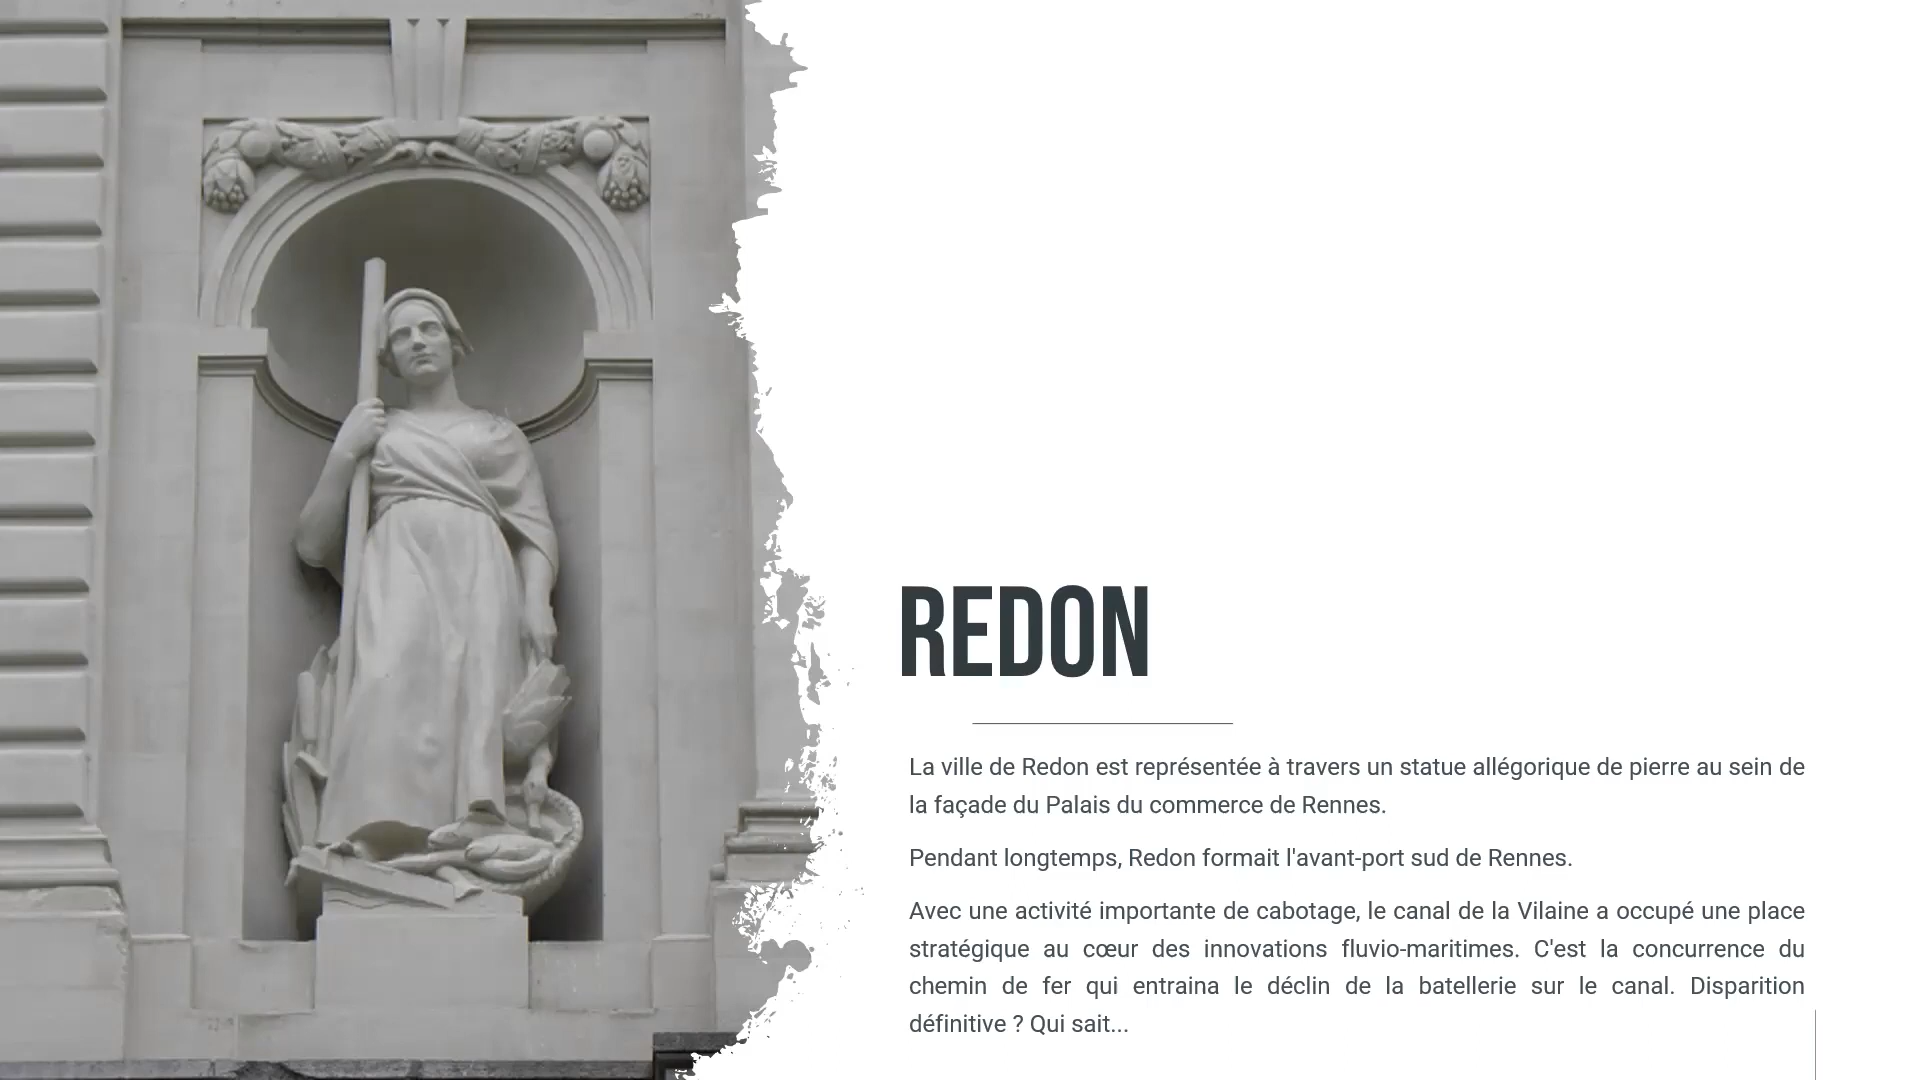 REDON
La ville de Redon est représentée à travers un statue allégorique de pierre au sein de
la façade du Palais du commerce de Rennes.
Pendant longtemps, Redon formait l'avant-port sud de Rennes.
Avec une activité importante de cabotage, le canal de la Vilaine a occupé une place
stratégique au cœur des innovations fluvio-maritimes. C'est la concurrence du
chemin de fer qui entraina le déclin de la batellerie sur le canal. Disparition
définitive ? Qui sait...